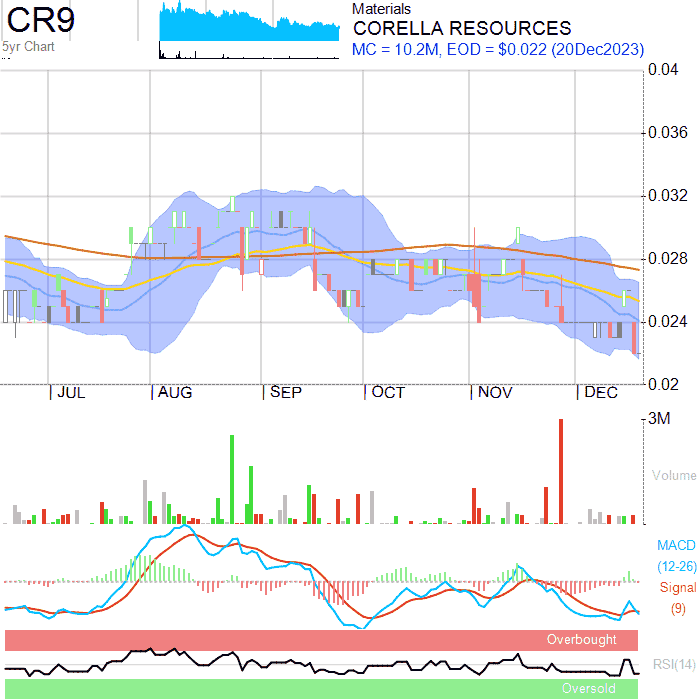 CR9
5yr Chart
Materials
CORELLA RESOURCES
MC = 10.2M, EOD = $0.022 (20Dec2023)
0.04
0.036
0.032
0.028
0.024
0.02
JUL AUG SEP OCT NOV DEC
3M
Volume
MACD
(12-26)
Signal
(9)
Overbought
RSI(14)
Oversold